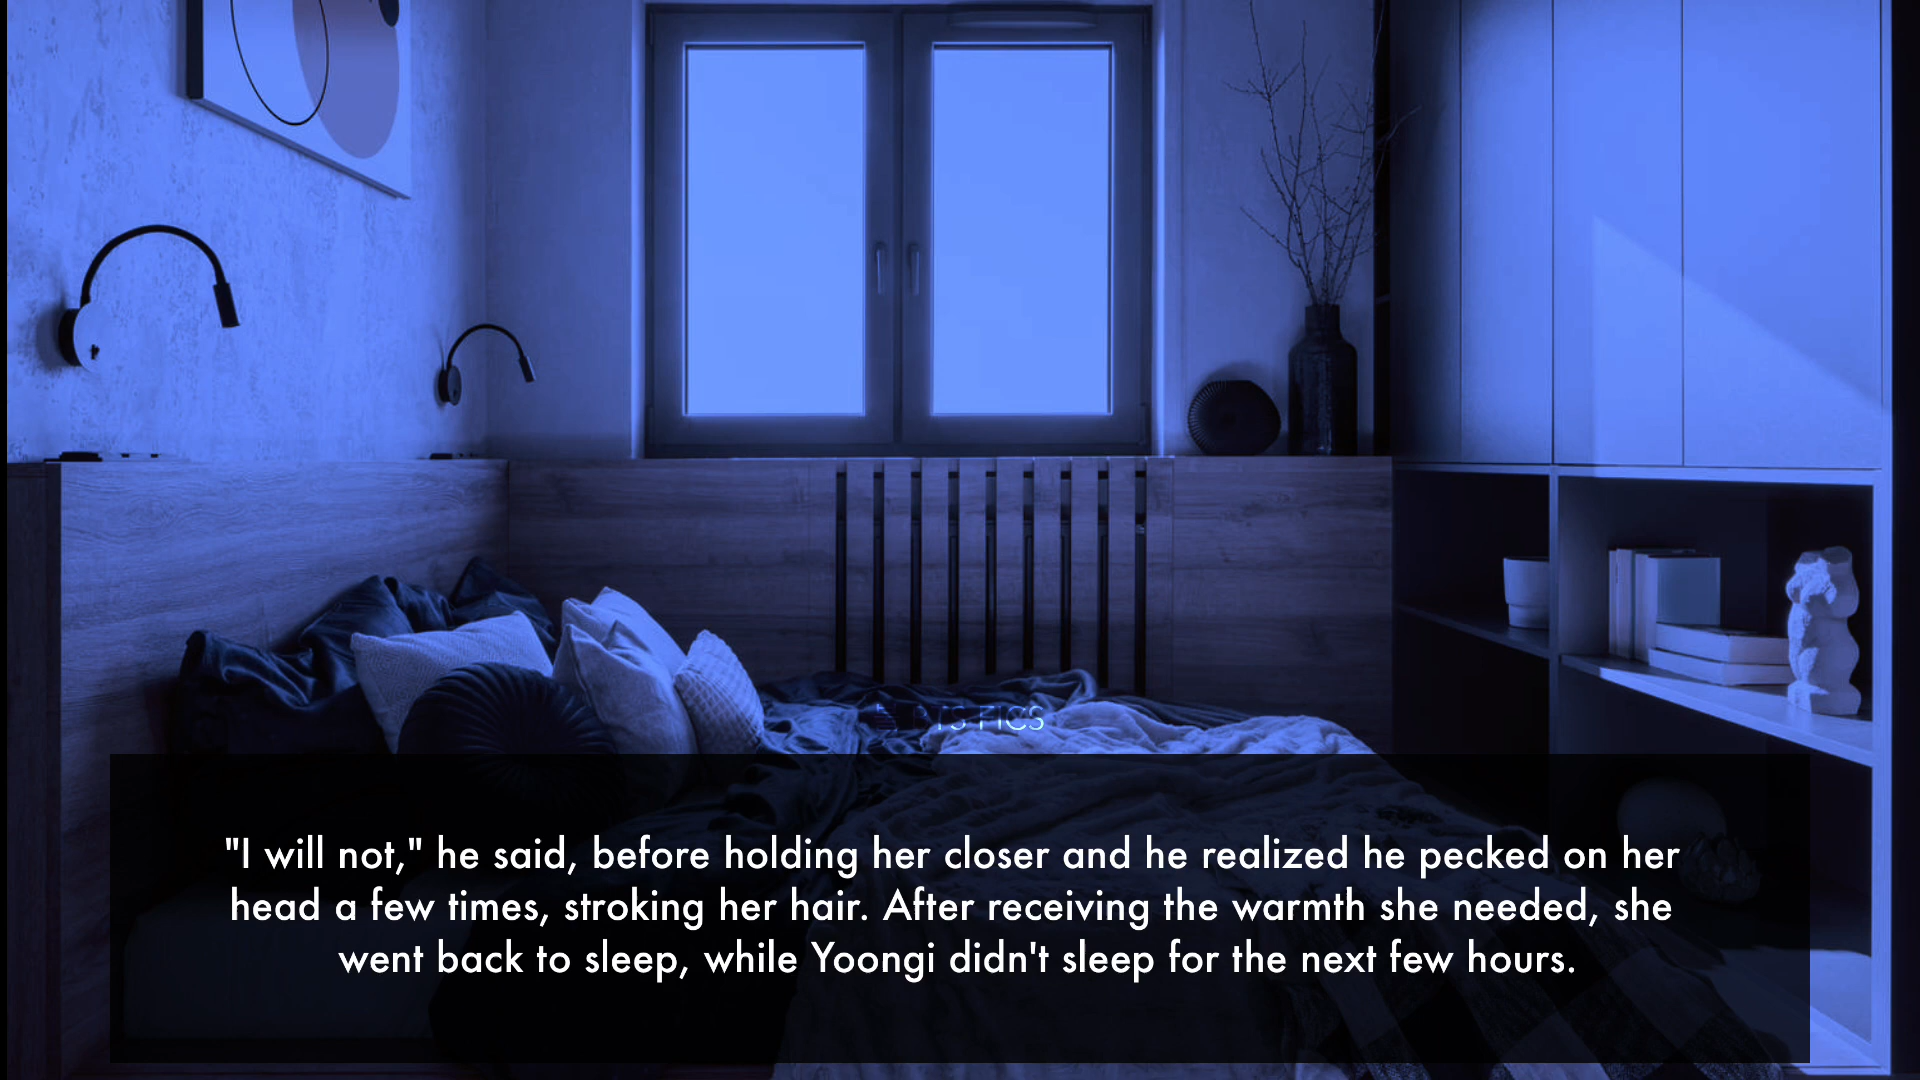 BTS FICS
"I will not," he said, before holding her closer and he realized he pecked on her
head a few times, stroking her hair. After receiving the warmth she needed, she
went back to sleep, while Yoongi didn't sleep for the next few hours.